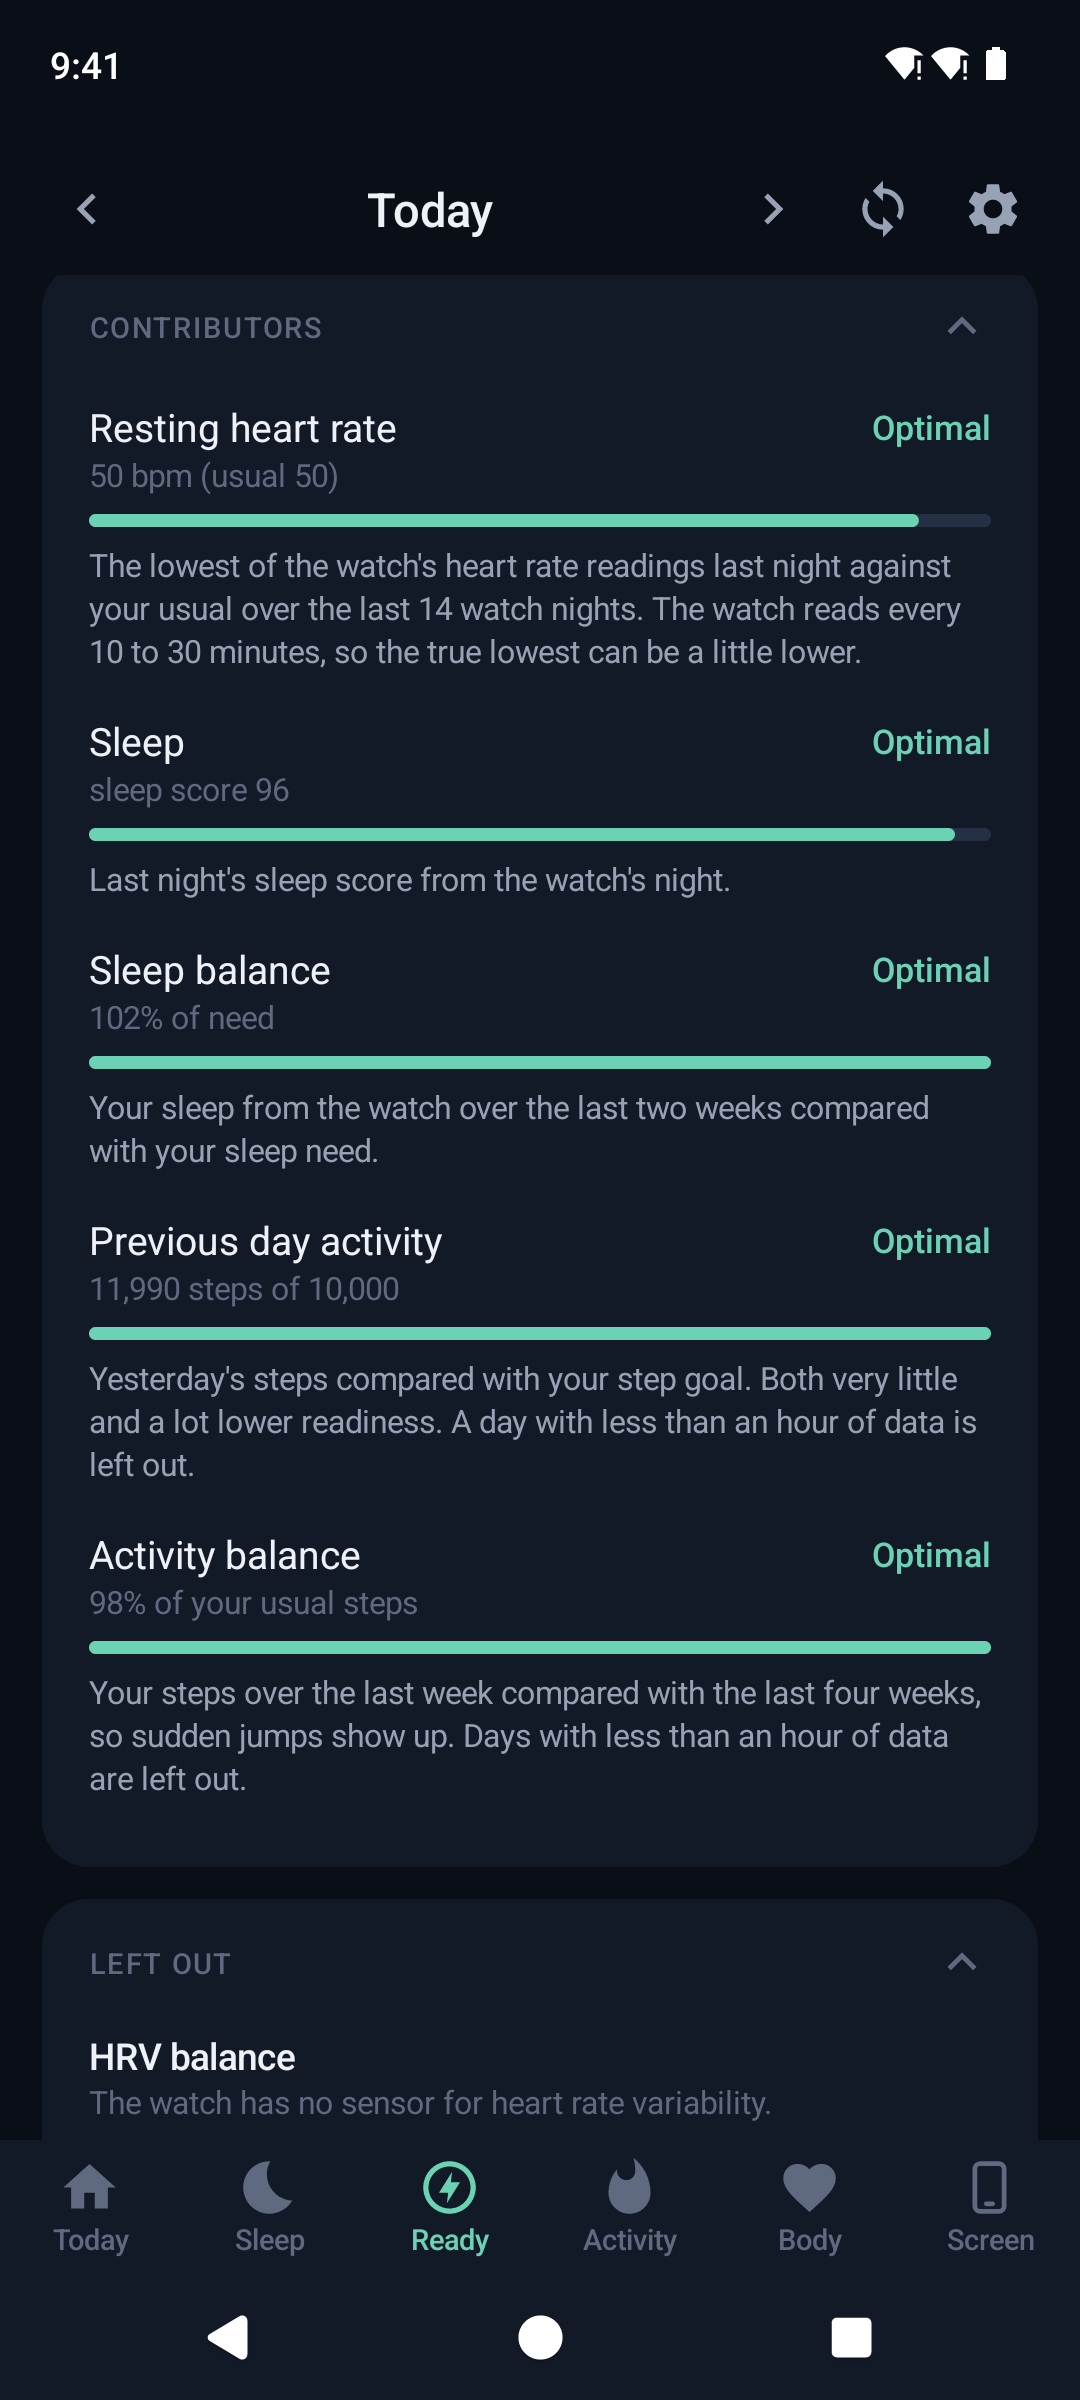 9:41
Today
CONTRIBUTORS
Resting heart rate
Optimal
50 bpm (usual 50)
The lowest of the watch's heart rate readings last night against
your usual over the last 14 watch nights. The watch reads every
10 to 30 minutes, so the true lowest can be a little lower.
Sleep
Optimal
sleep score 96
Last night's sleep score from the watch's night.
Sleep balance
Optimal
102% of need
Your sleep from the watch over the last two weeks compared
with your sleep need.
Previous day activity
Optimal
11,990 steps of 10,000
Yesterday's steps compared with your step goal. Both very little
and a lot lower readiness. A day with less than an hour of data is
left out.
Activity balance
Optimal
98% of your usual steps
Your steps over the last week compared with the last four weeks,
so sudden jumps show up. Days with less than an hour of data
are left out.
LEFT OUT
HRV balance
The watch has no sensor for heart rate variability.
Today
Sleep
Ready
Activity
Body
Screen